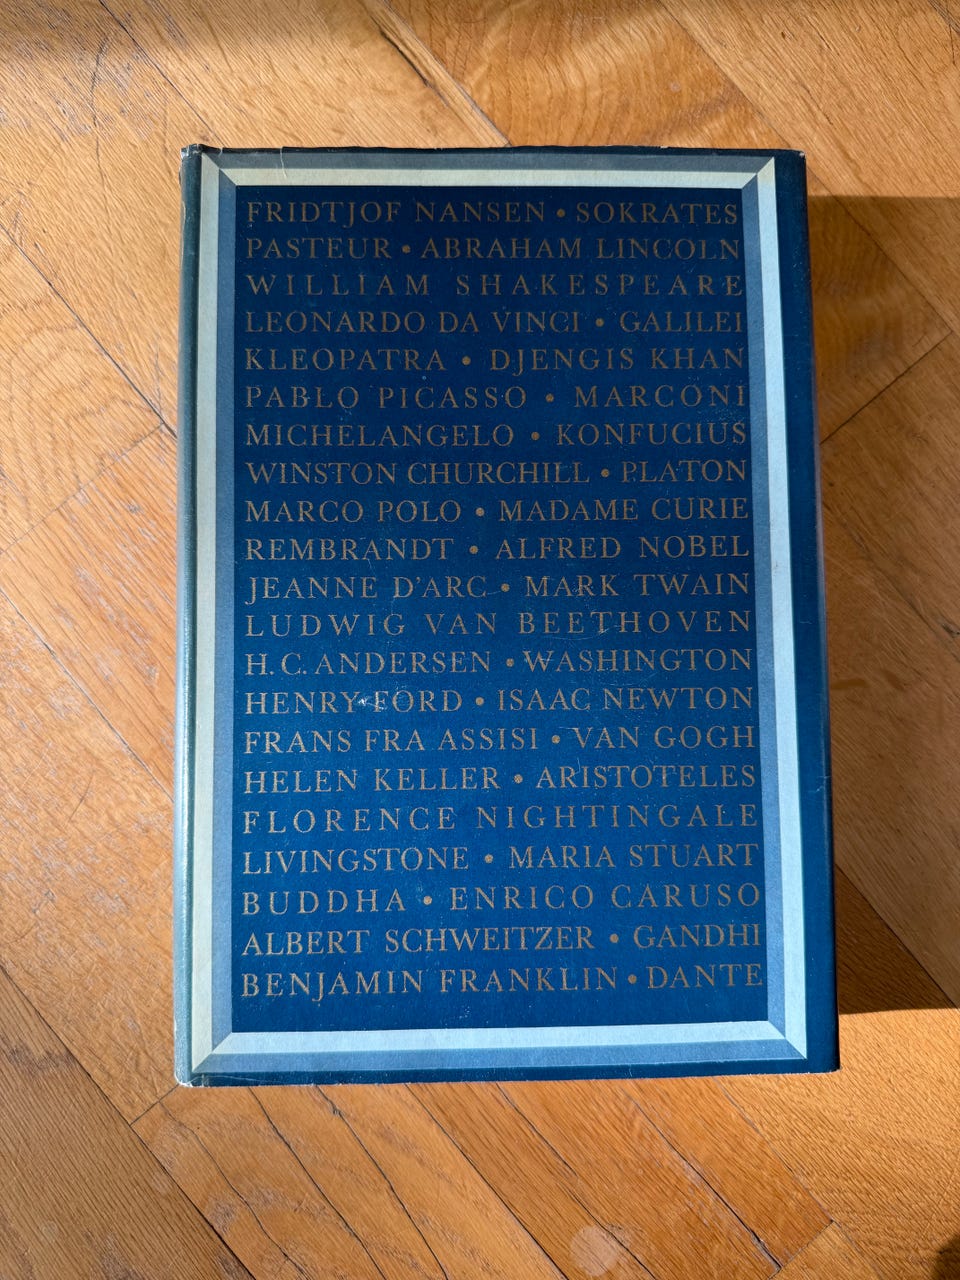 FRIDTJOF NANSEN • SOKRATES
PASTEUR • ABRAHAM LINCOLN
WILLIAM SHAKESPEARE
LEONARDO DA VINCI • GALILEI
KLEOPATRA • DJENGIS KHAN
PABLO PICASSO • MARCONI
MICHELANGELO • KONFUCIUS
WINSTON CHURCHILL • PLATON
MARCO POLO • MADAME CURIE
REMBRANDT • ALFRED NOBEL
JEANNE D'ARC • MARK TWAIN
LUDWIG VAN BEETHOVEN
H. C. ANDERSEN • WASHINGTON
HENRY FORD • ISAAC NEWTON
FRANS FRA ASSISI • VAN GOGH
HELEN KELLER • ARISTOTELES
FLORENCE NIGHTINGALE
LIVINGSTONE • MARIA STUART
BUDDHA • ENRICO CARUSO
ALBERT SCHWEITZER • GANDHI
BENJAMIN FRANKLIN • DANTE